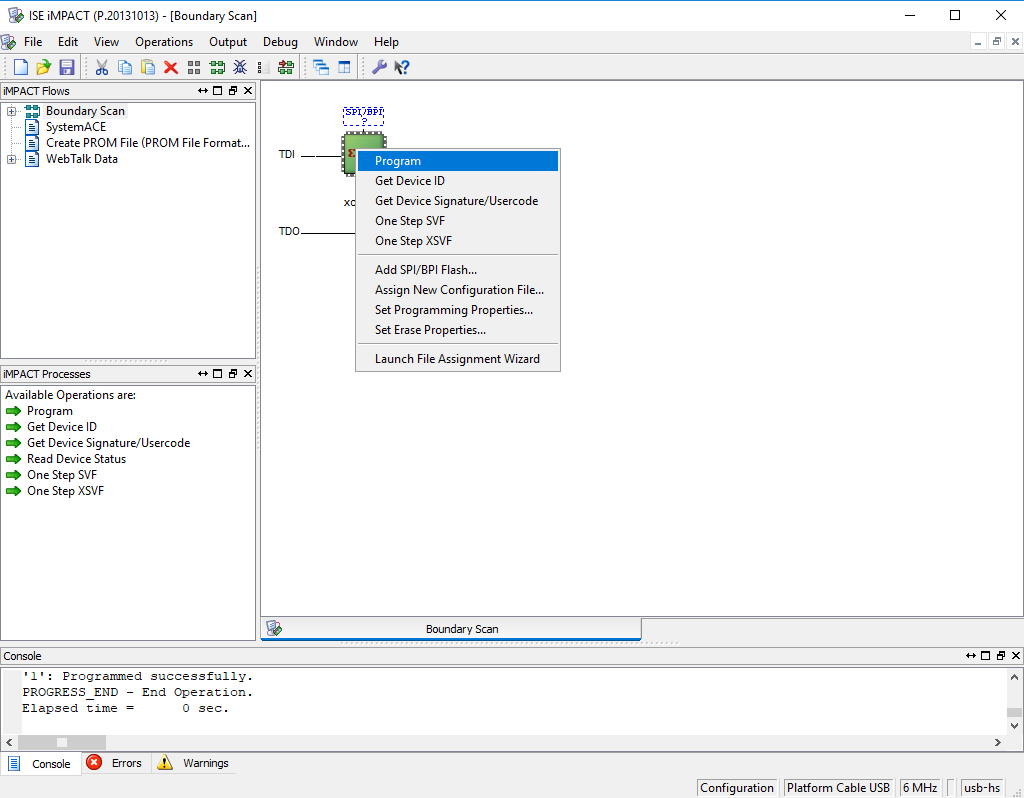 ISE iMPACT (P.20131013) - [Boundary Scan]
File Edit View Operations Output Debug Window Help
iMPACT Flows
Boundary Scan
SystemACE
Create PROM File (PROM File Format...
WebTalk Data
SPI/BPI
?
TDI
xc
TDO
Program
Get Device ID
Get Device Signature/Usercode
One Step SVF
One Step XSVF
Add SPI/BPI Flash...
Assign New Configuration File...
Set Programming Properties...
Set Erase Properties...
Launch File Assignment Wizard
iMPACT Processes
Available Operations are:
Program
Get Device ID
Get Device Signature/Usercode
Read Device Status
One Step SVF
One Step XSVF
Boundary Scan
Console
'1': Programmed successfully.
PROGRESS_END - End Operation.
Elapsed time =      0 sec.
Console Errors Warnings
Configuration Platform Cable USB 6 MHz usb-hs